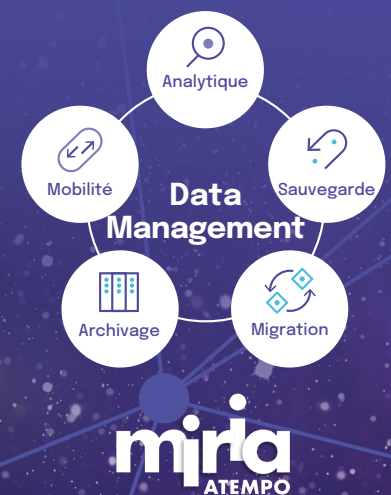 Analytique
Mobilité
Sauvegarde
Data
Management
Archivage
Migration
miria
ATEMPO